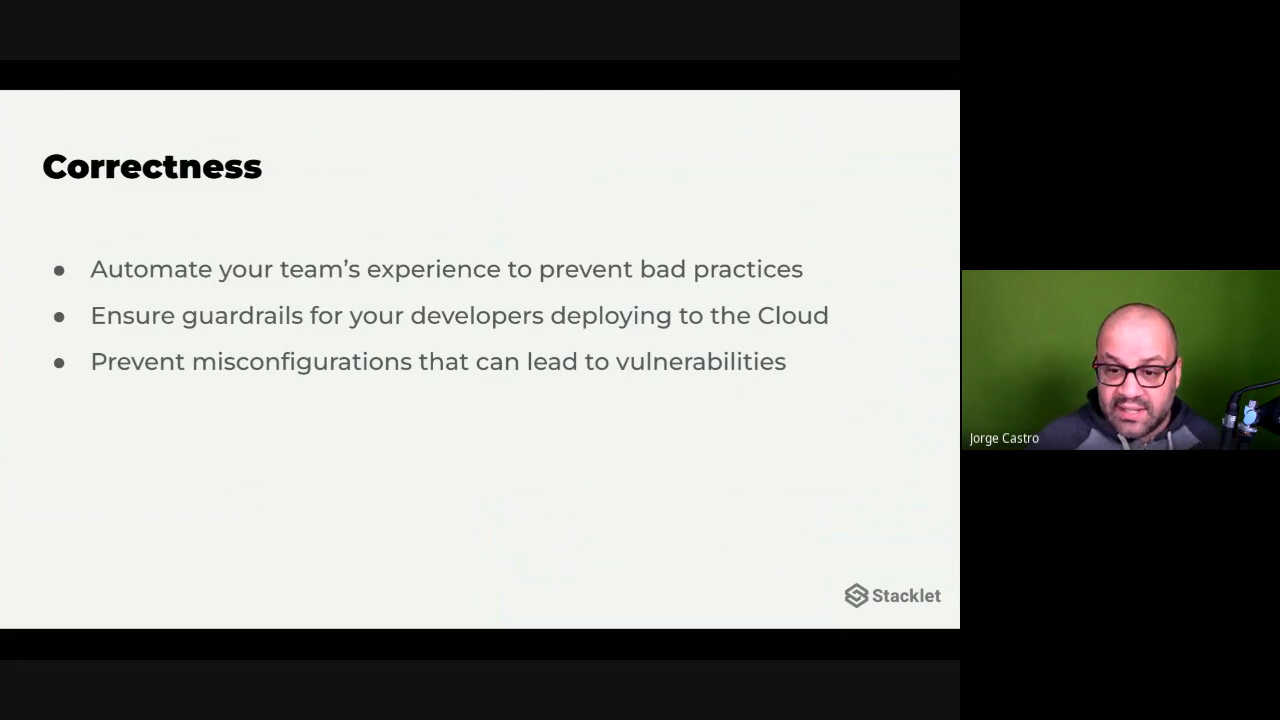 Correctness
● Automate your team’s experience to prevent bad practices
● Ensure guardrails for your developers deploying to the Cloud
● Prevent misconfigurations that can lead to vulnerabilities
Stacklet
Jorge Castro